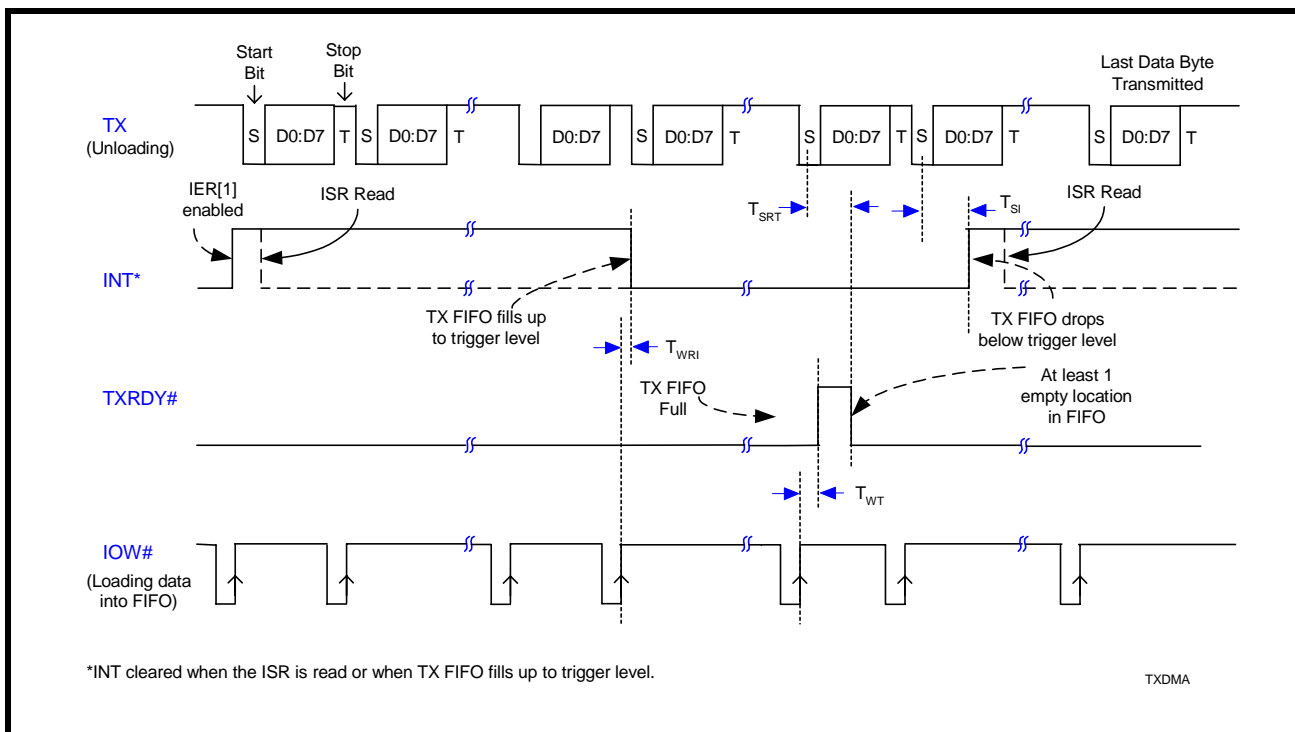 Start
Bit
Stop
Bit
Last Data Byte
Transmitted
TX
(Unloading)
S D0:D7 T S D0:D7 T D0:D7 S D0:D7 T S D0:D7 T S D0:D7 T S D0:D7 T
IER[1]
enabled
ISR Read
TSRT
TSI
ISR Read
INT*
TX FIFO fills up
to trigger level
TX FIFO drops
below trigger level
TWRI
TXRDY#
TX FIFO
Full
At least 1
empty location
in FIFO
TWT
IOW#
(Loading data
into FIFO)
*INT cleared when the ISR is read or when TX FIFO fills up to trigger level.
TXDMA